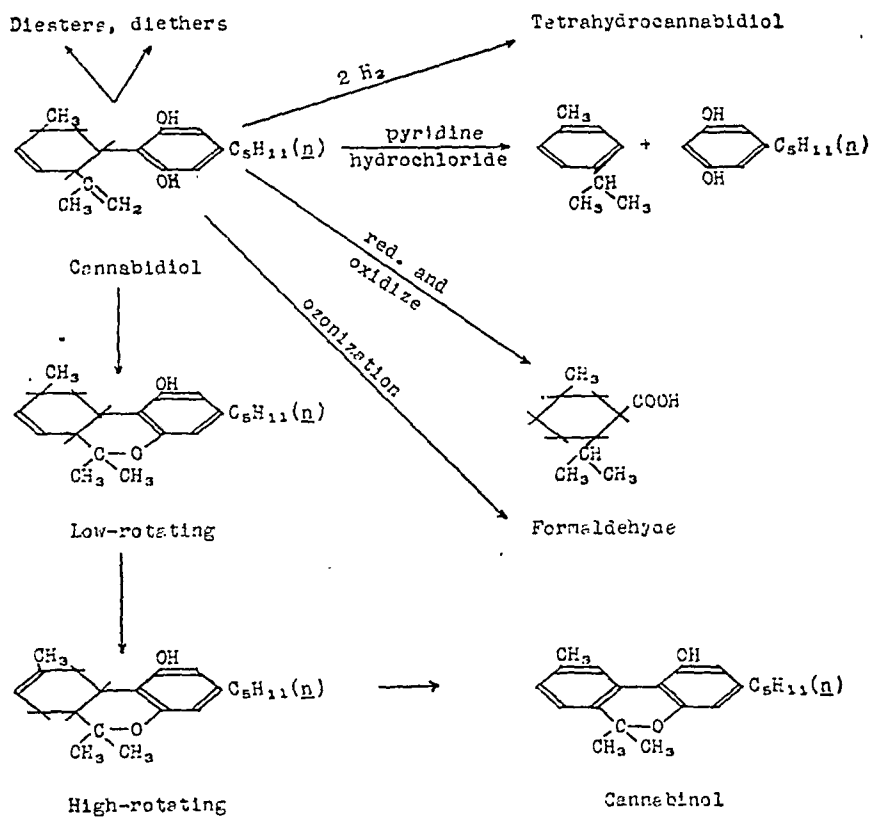 Diesters, diethers
Tetrahydrocannabidiol
2 H₂
CH₃
OH
C₅H₁₁(n)
OH
C
CH₃ CH₂
Cannabidiol
pyridine
hydrochloride
CH₃
CH
CH₃ CH₃
+
OH
C₅H₁₁(n)
OH
red. and
oxidize
ozonization
CH₃
COOH
CH
CH₃ CH₃
CH₃
OH
C₅H₁₁(n)
C—O
CH₃ CH₃
Low-rotating
Formaldehyde
CH₃
OH
C₅H₁₁(n)
C—O
CH₃ CH₃
High-rotating
CH₃
OH
C₅H₁₁(n)
C—O
CH₃ CH₃
Cannabinol